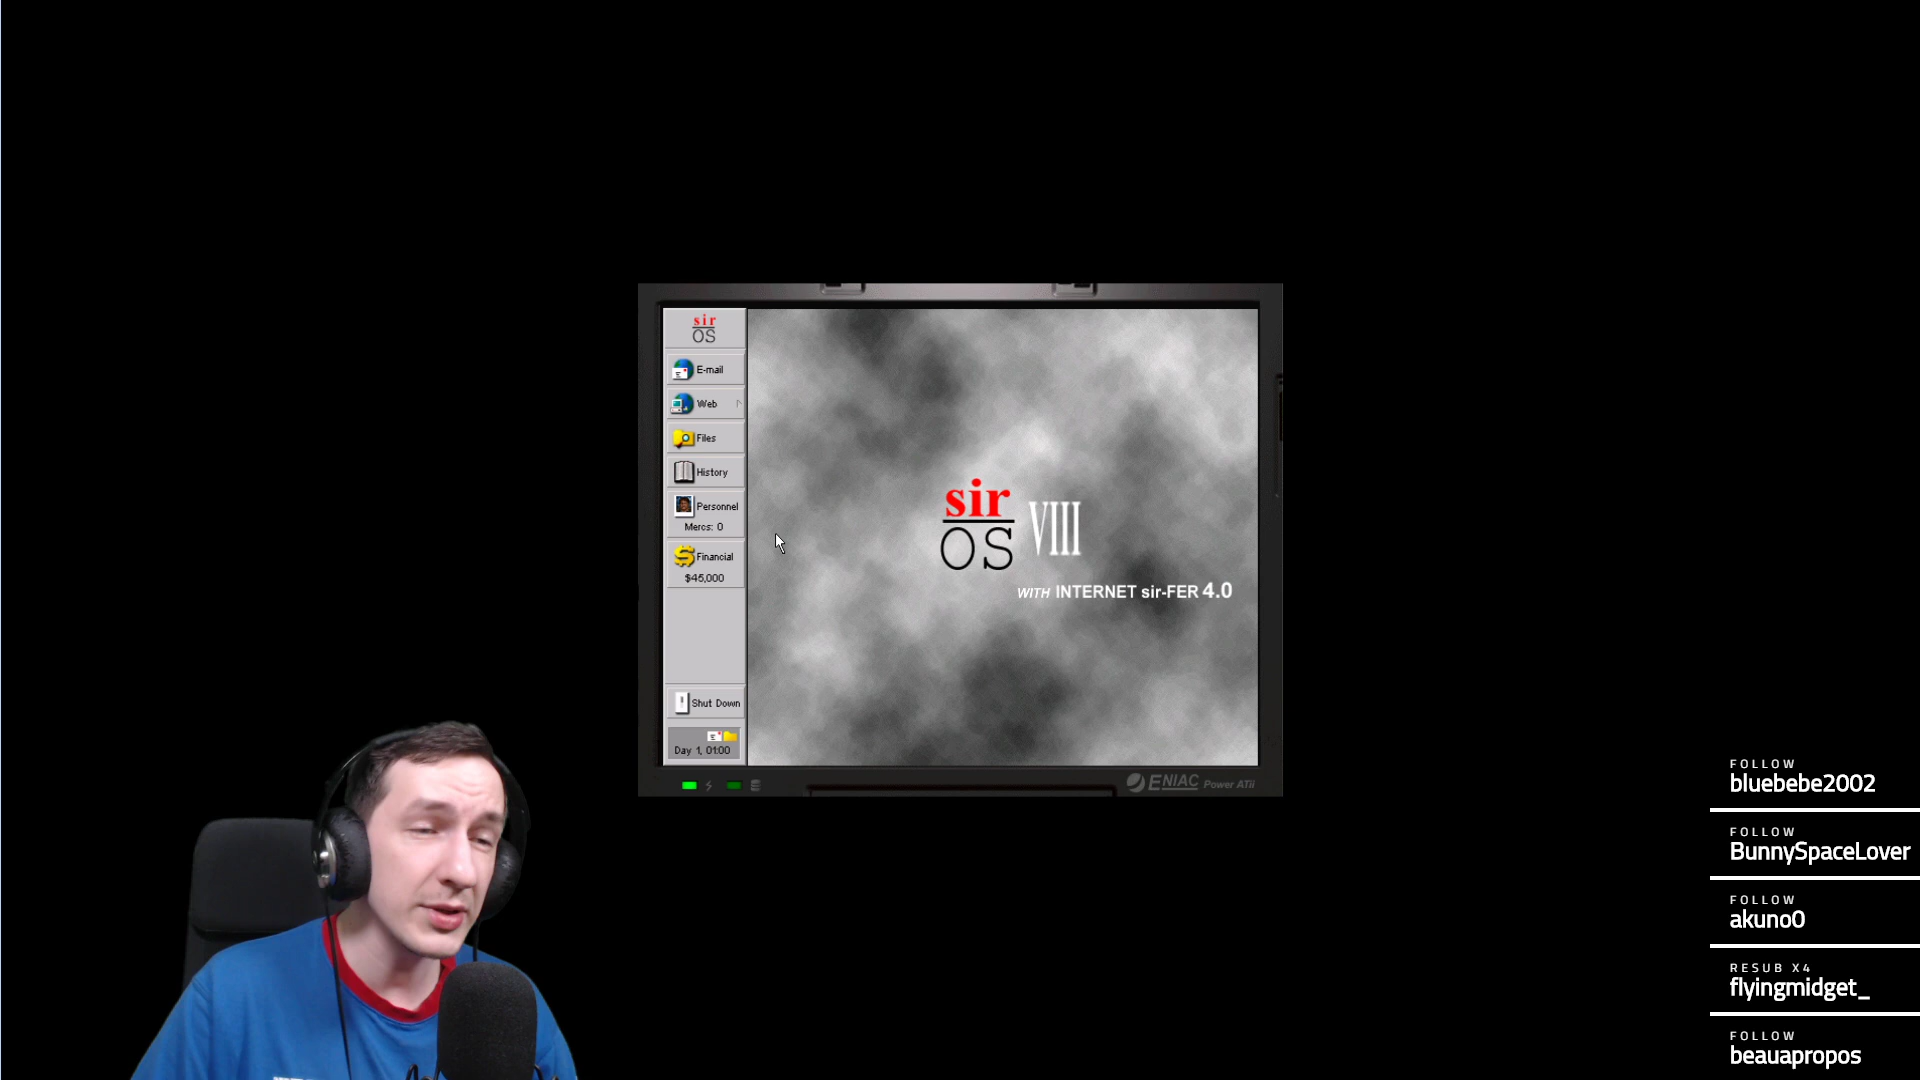 sir
OS
E-mail
Web
Files
History
Personnel
Mercs: 0
Financial
$45,000
Shut Down
Day 1, 01:00
sir
OS VIII
WITH INTERNET sir-FER 4.0
ENIAC Power ATii
FOLLOW
bluebebe2002
FOLLOW
BunnySpaceLover
FOLLOW
akuno0
RESUB X4
flyingmidget_
FOLLOW
beauapropos